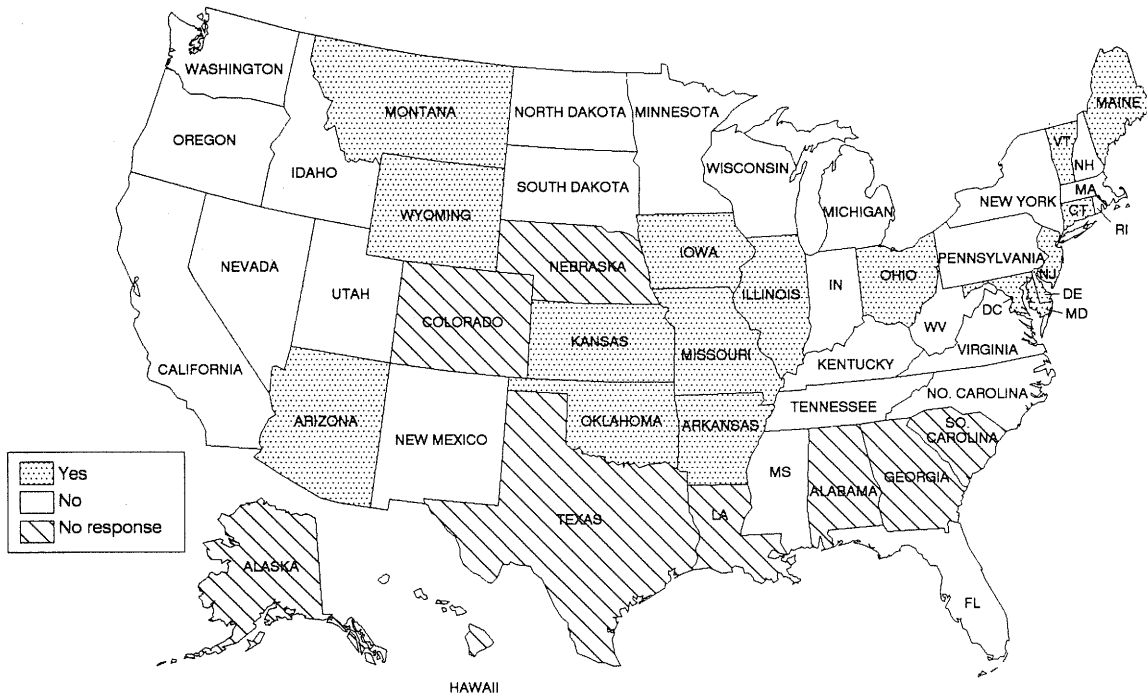 WASHINGTON
MONTANA
NORTH DAKOTA
MINNESOTA
MAINE
OREGON
VT
NH
IDAHO
WISCONSIN
SOUTH DAKOTA
MA
NEW YORK
WYOMING
MICHIGAN
CT
RI
IOWA
PENNSYLVANIA
NEVADA
NEBRASKA
OHIO
NJ
UTAH
ILLINOIS
IN
DE
DC
MD
COLORADO
WV
KANSAS
MISSOURI
VIRGINIA
CALIFORNIA
KENTUCKY
NO. CAROLINA
TENNESSEE
ARIZONA
OKLAHOMA
ARKANSAS
SO.
CAROLINA
NEW MEXICO
MS
GEORGIA
ALABAMA
Yes
No
No response
TEXAS
LA
ALASKA
FL
HAWAII